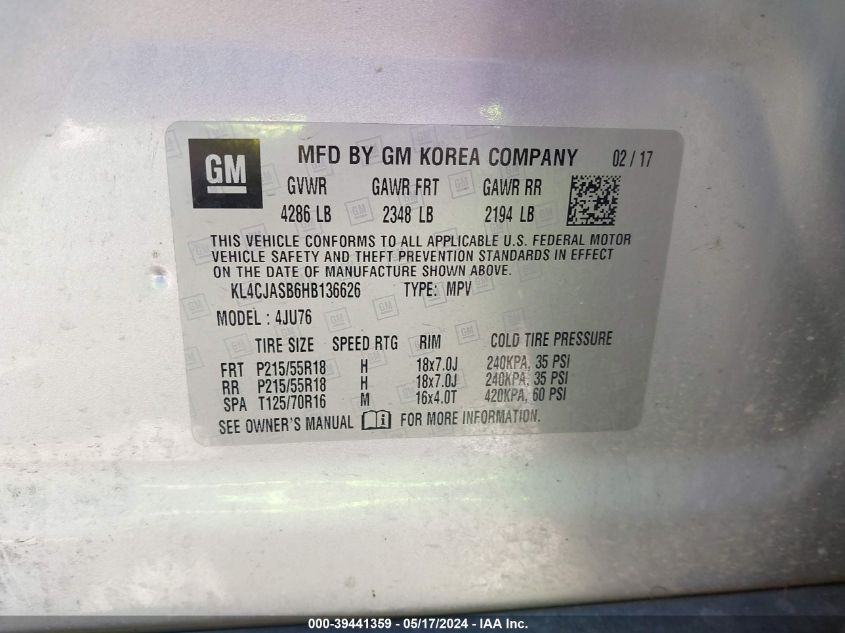 GM MFD BY GM KOREA COMPANY 02 / 17
GVWR GAWR FRT GAWR RR
4286 LB 2348 LB 2194 LB
THIS VEHICLE CONFORMS TO ALL APPLICABLE U.S. FEDERAL MOTOR
VEHICLE SAFETY AND THEFT PREVENTION STANDARDS IN EFFECT
ON THE DATE OF MANUFACTURE SHOWN ABOVE.
KL4CJASB6HB136626 TYPE: MPV
MODEL : 4JU76
TIRE SIZE SPEED RTG RIM COLD TIRE PRESSURE
FRT P215/55R18 H 18x7.0J 240KPA, 35 PSI
RR P215/55R18 H 18x7.0J 240KPA, 35 PSI
SPA T125/70R16 M 16x4.0T 420KPA, 60 PSI
SEE OWNER'S MANUAL i FOR MORE INFORMATION.
000-39441359 - 05/17/2024 - IAAI.com.